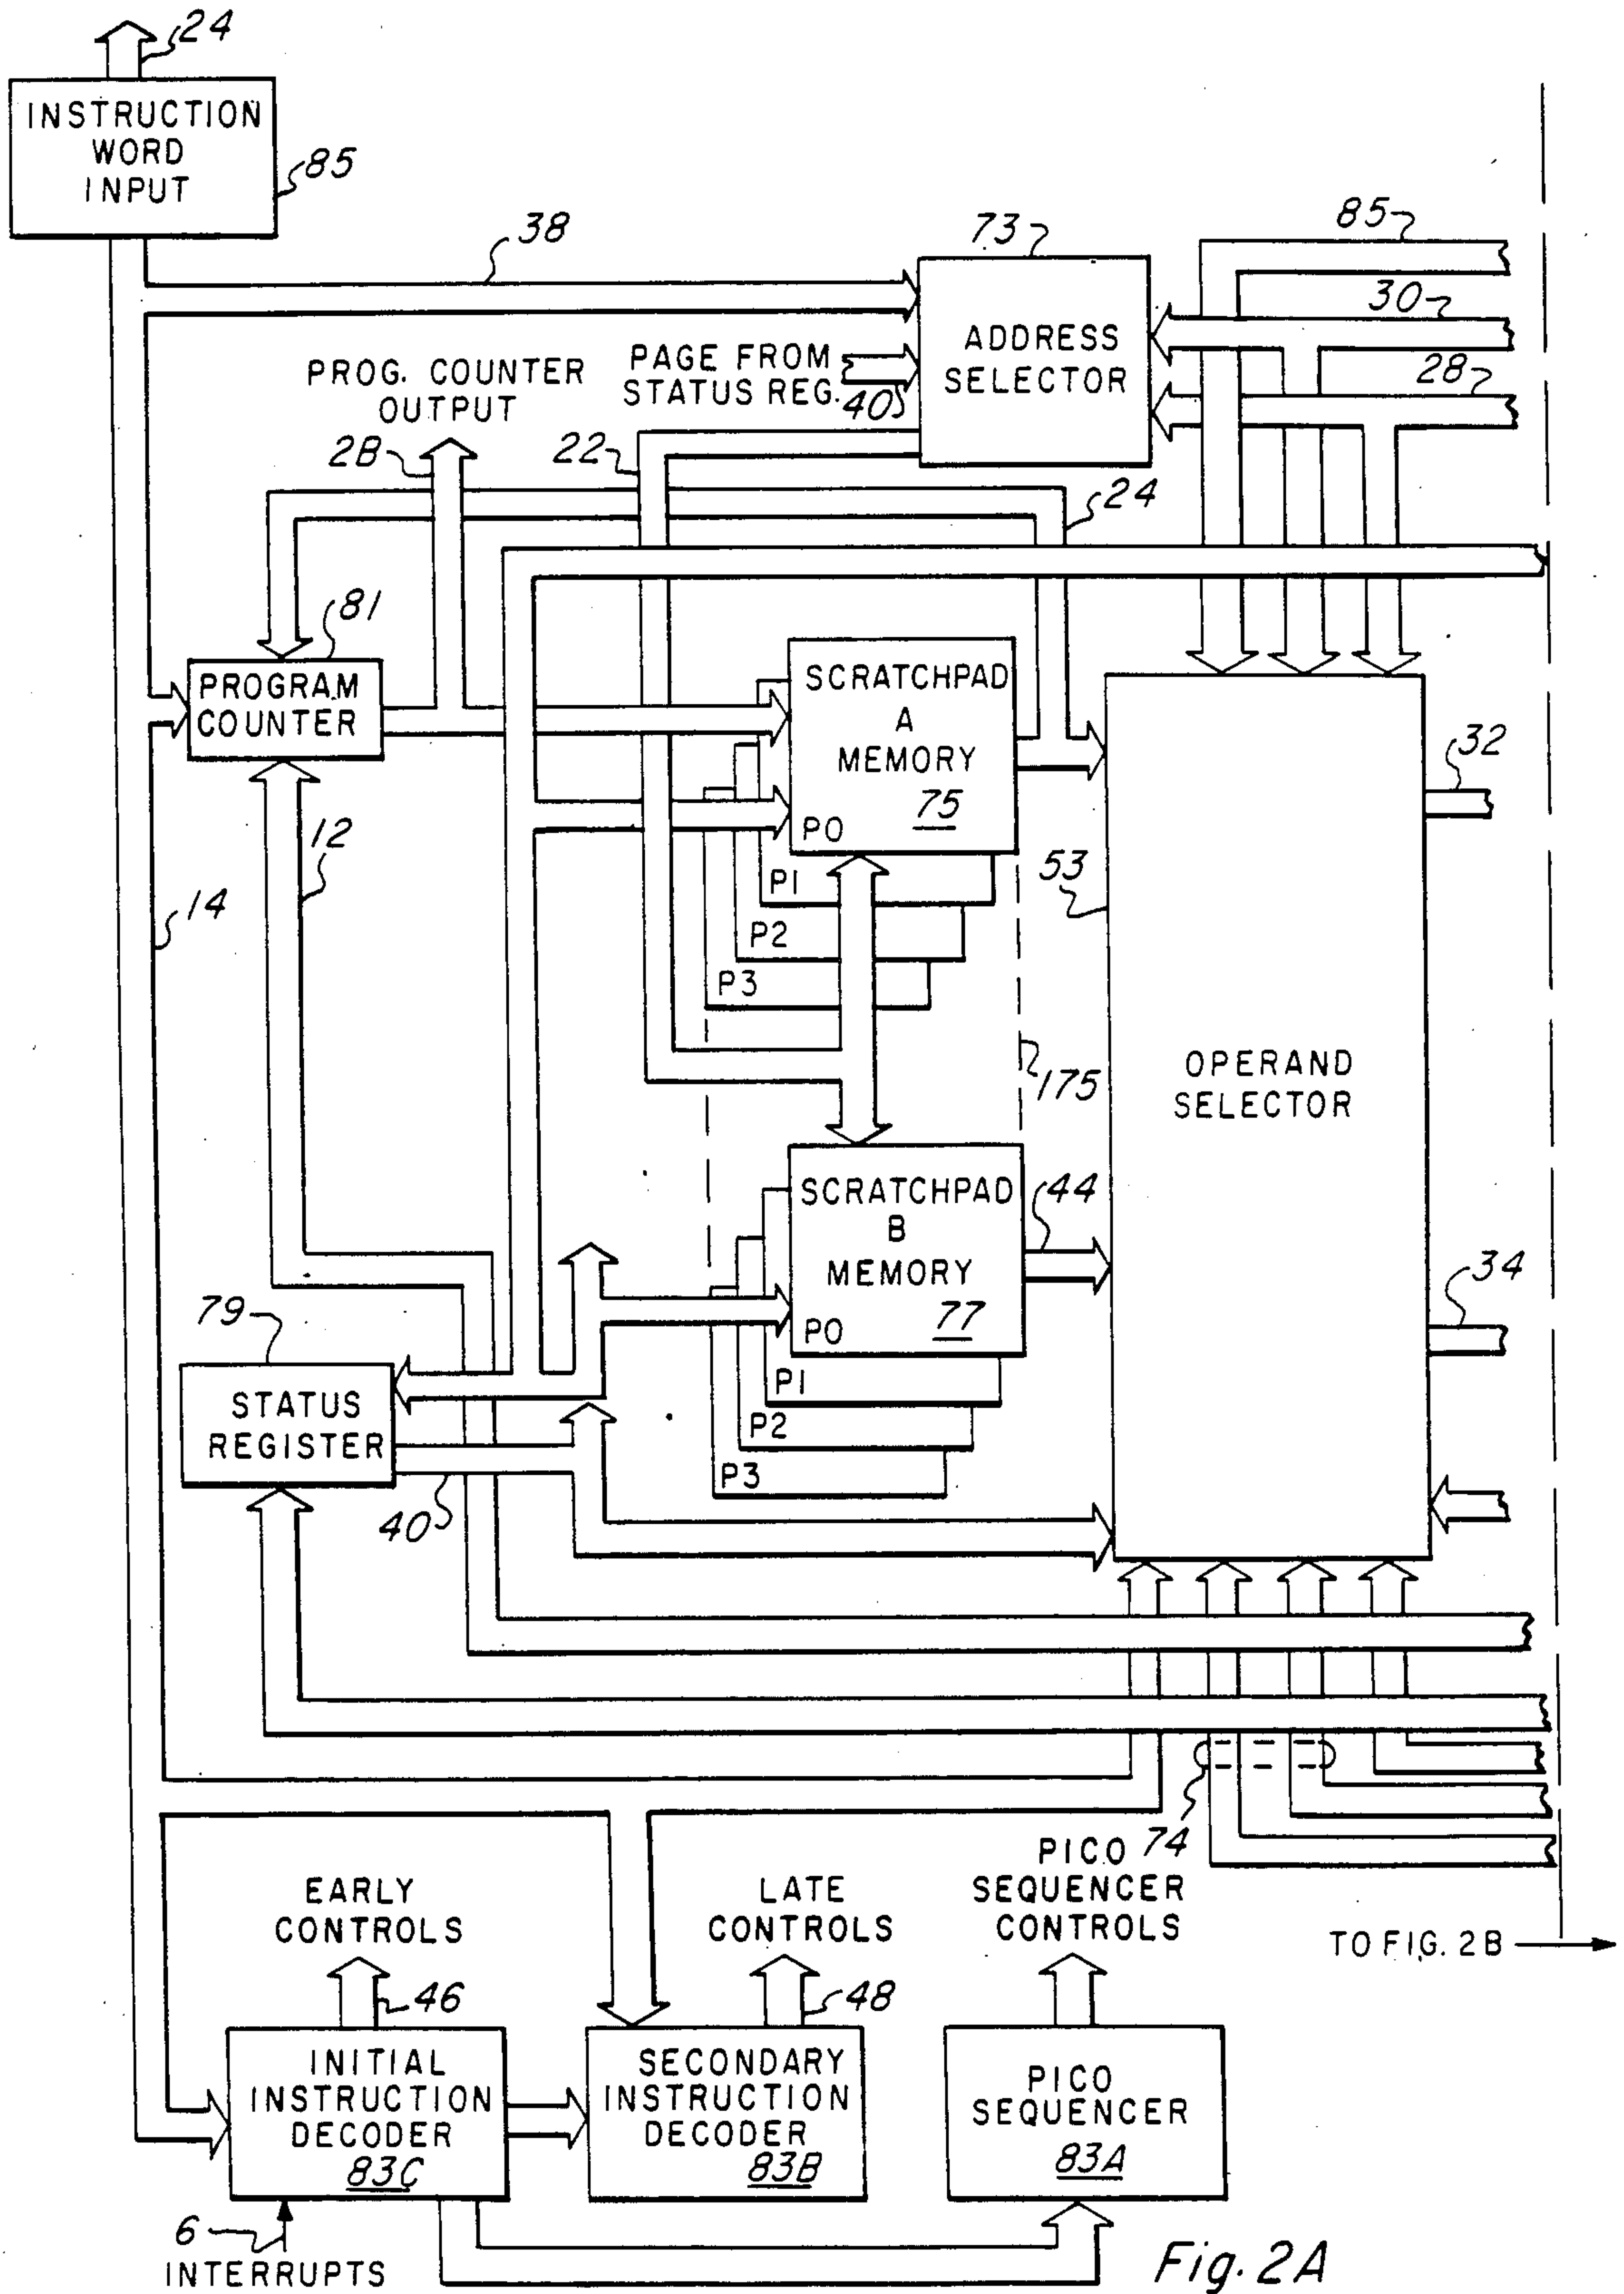 24
INSTRUCTION
WORD
INPUT
85
38
73
85
30
28
ADDRESS
SELECTOR
PAGE FROM
STATUS REG.
40
PROG. COUNTER
OUTPUT
28
22
24
81
PROGRAM
COUNTER
SCRATCHPAD
A
MEMORY
75
P0
P1
P2
P3
32
53
12
14
175
OPERAND
SELECTOR
SCRATCHPAD
B
MEMORY
77
P0
P1
P2
P3
44
34
79
STATUS
REGISTER
40
74
EARLY
CONTROLS
LATE
CONTROLS
PICO
SEQUENCER
CONTROLS
TO FIG. 2B
46
48
INITIAL
INSTRUCTION
DECODER
83C
SECONDARY
INSTRUCTION
DECODER
83B
PICO
SEQUENCER
83A
6
INTERRUPTS
Fig. 2A